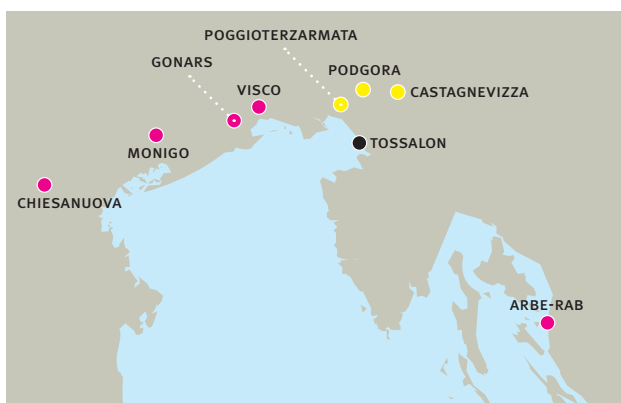 POGGIOTERZARMATA
GONARS
PODGORA
VISCO
CASTAGNEVIZZA
TOSSALON
MONIGO
CHIESANUOVA
ARBE-RAB